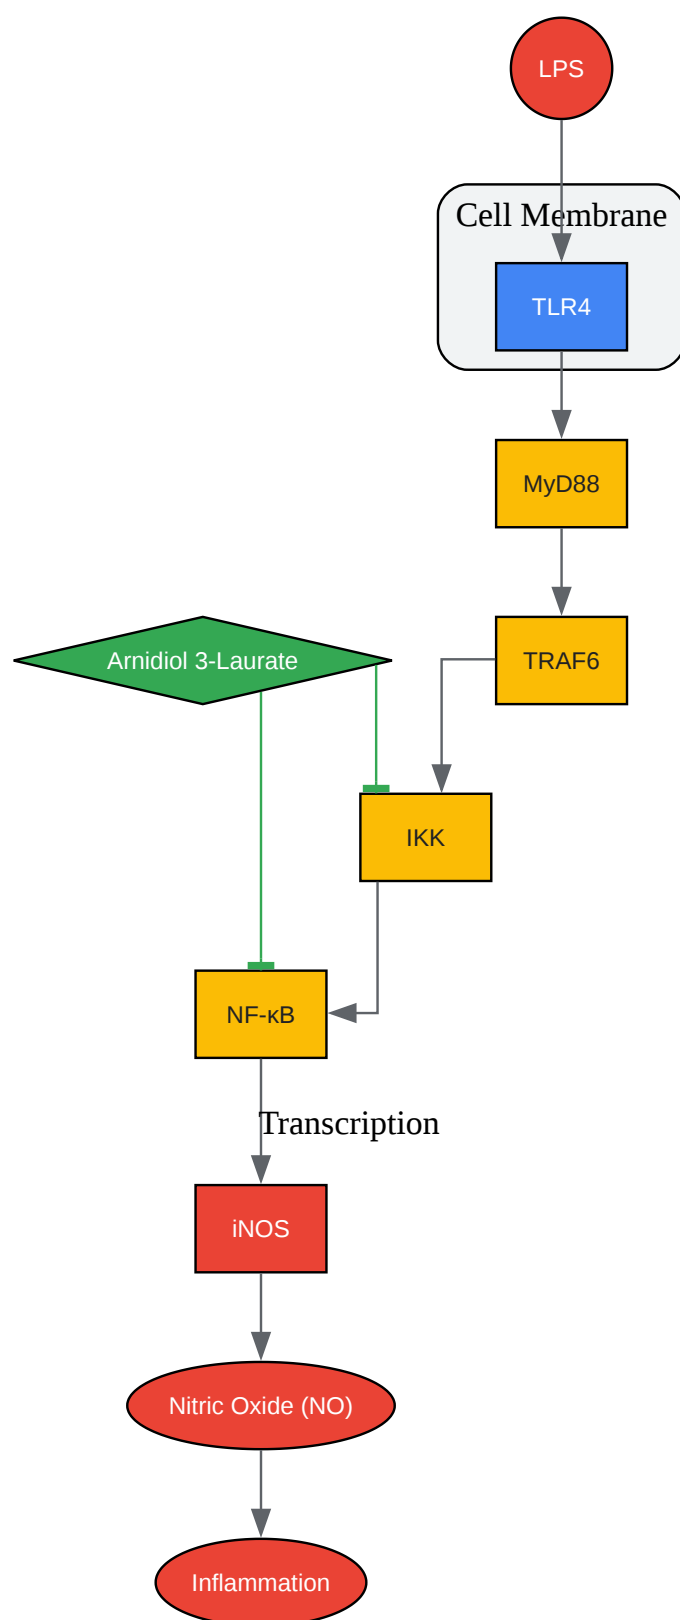 LPS
Cell Membrane
TLR4
MyD88
Arnidiol 3-Laurate
TRAF6
IKK
NF-κB
Transcription
iNOS
Nitric Oxide (NO)
Inflammation